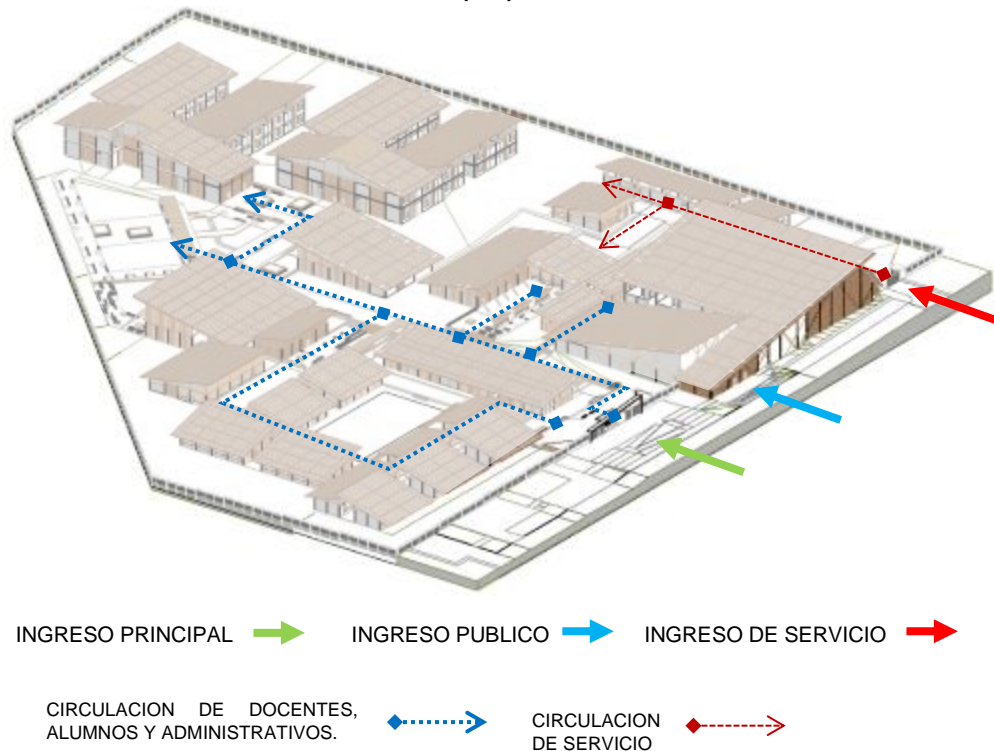 INGRESO PRINCIPAL
INGRESO PUBLICO
INGRESO DE SERVICIO
CIRCULACION DE DOCENTES,
ALUMNOS Y ADMINISTRATIVOS.
CIRCULACION
DE SERVICIO